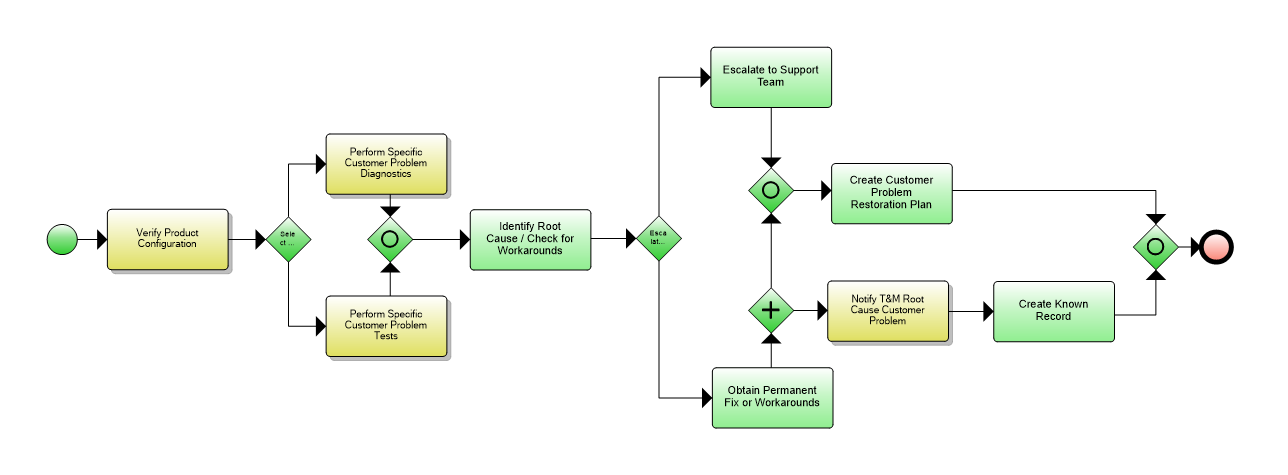 Verify Product
Configuration
Sele
ct ...
Perform Specific
Customer Problem
Diagnostics
Perform Specific
Customer Problem
Tests
Identify Root
Cause / Check for
Workarounds
Esca
lat...
Escalate to Support
Team
Create Customer
Problem
Restoration Plan
Notify T&M Root
Cause Customer
Problem
Create Known
Record
Obtain Permanent
Fix or Workarounds